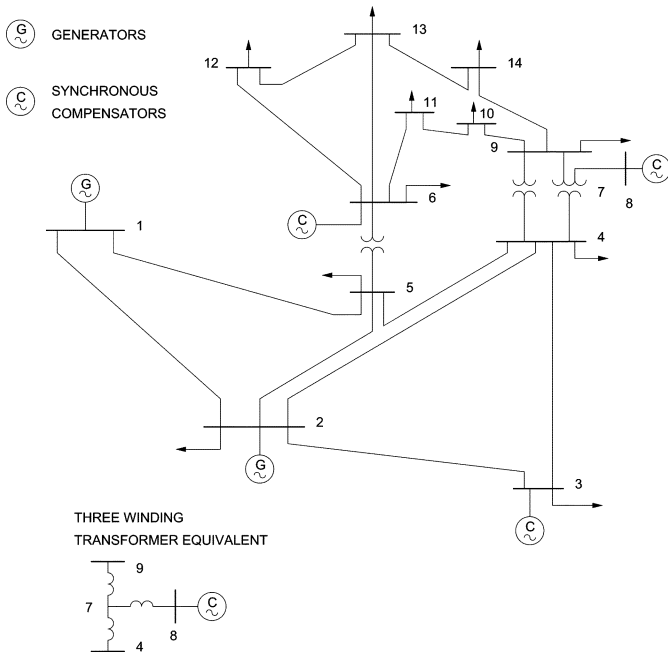 G GENERATORS
C SYNCHRONOUS
COMPENSATORS
13
12
14
11
10
9
C
7
8
G
1
C
6
4
5
2
G
3
C
THREE WINDING
TRANSFORMER EQUIVALENT
9
7
C
8
4